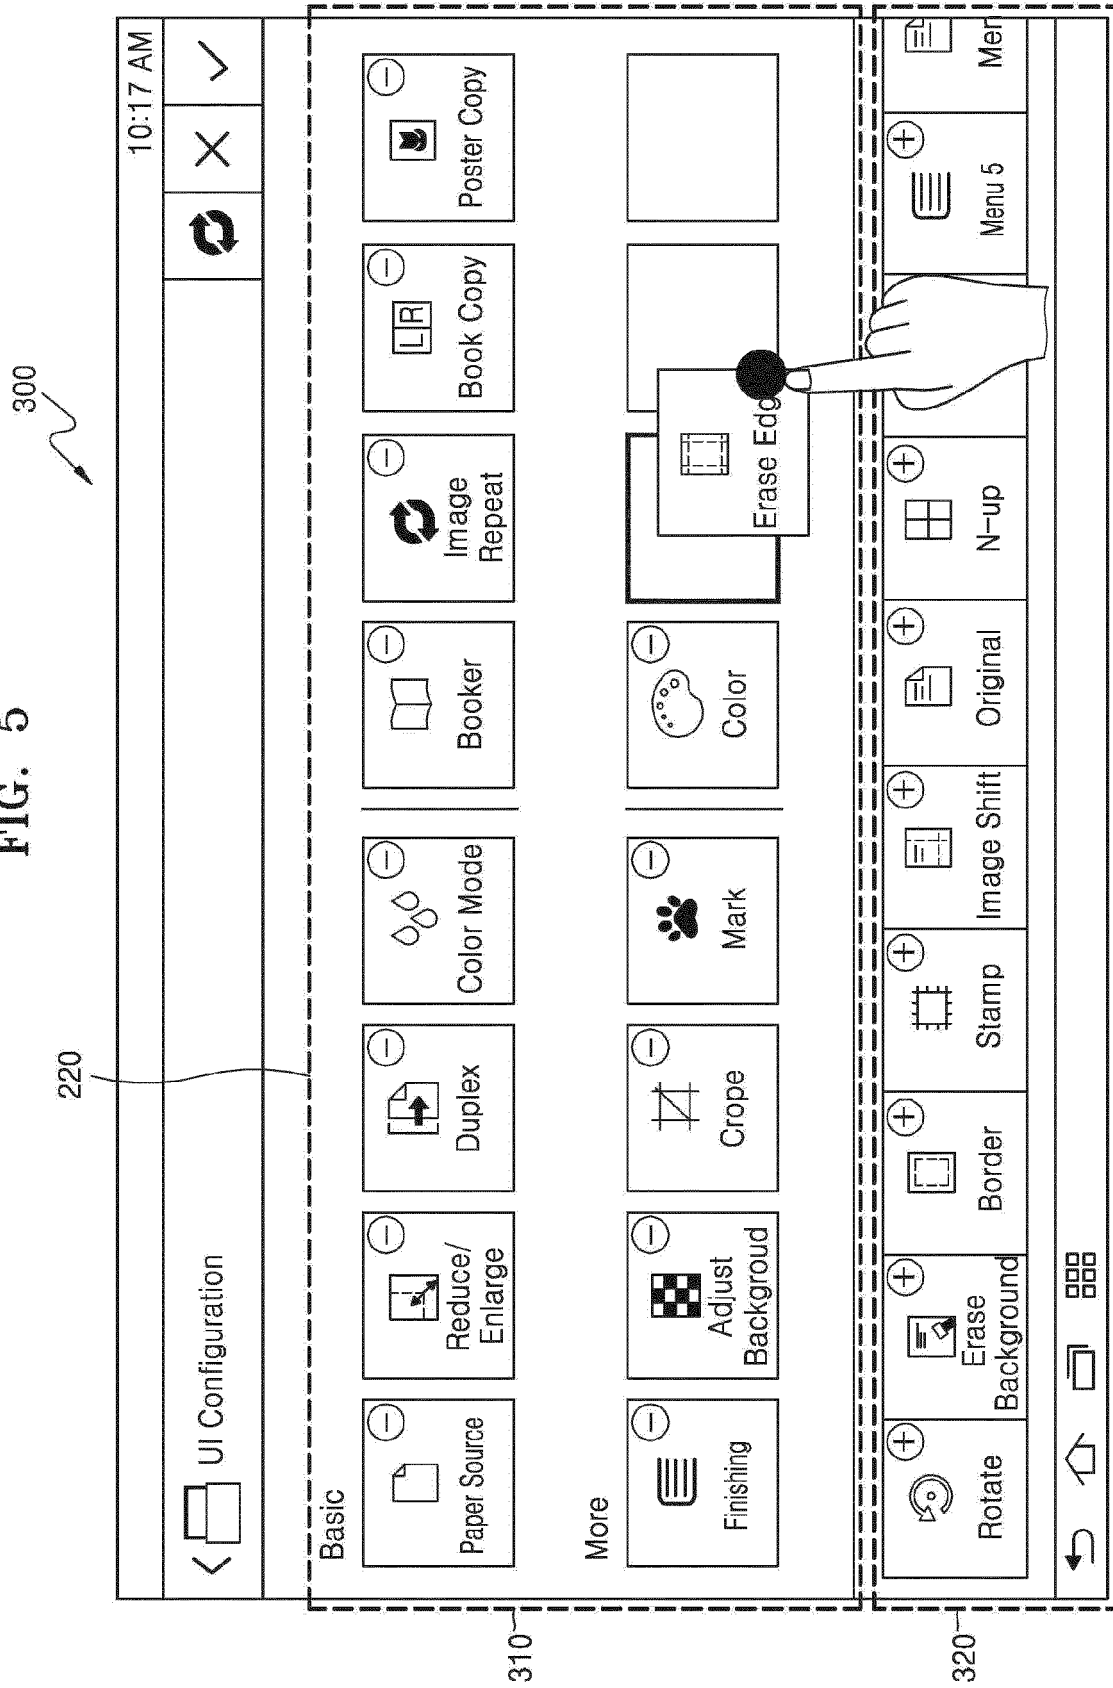 FIG. 5
300
220
10:17 AM
UI Configuration
Basic
Paper Source
Reduce/
Enlarge
Duplex
Color Mode
Booker
Image
Repeat
L R
Book Copy
Poster Copy
More
Finishing
Adjust
Backgroud
Crope
Mark
Color
Erase Edg
310
Rotate
Erase
Background
Border
Stamp
Image Shift
Original
N-up
Menu 5
Men
320